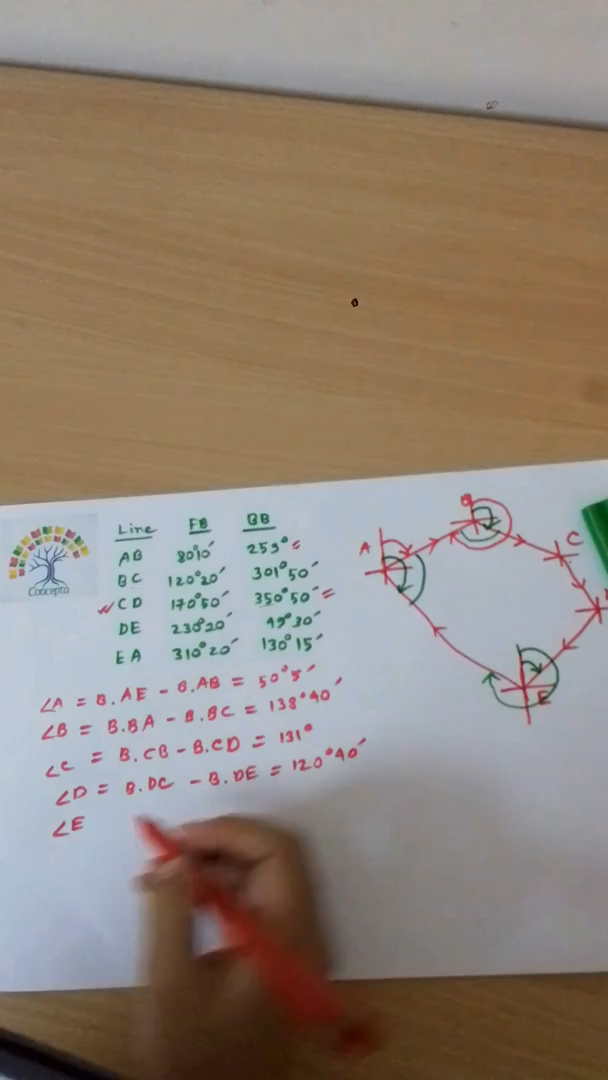 Concepto
Line FB BB
AB 80°10′ 259°
BC 120°20′ 301°50′
CD 170°50′ 350°50′
DE 230°20′ 49°30′
EA 310°20′ 130°15′
∠A = B.AE - B.AB = 50°5′
∠B = B.BA - B.BC = 138°40′
∠C = B.CB - B.CD = 131°
∠D = B.DC - B.DE = 120°40′
∠E
A
B
C
E